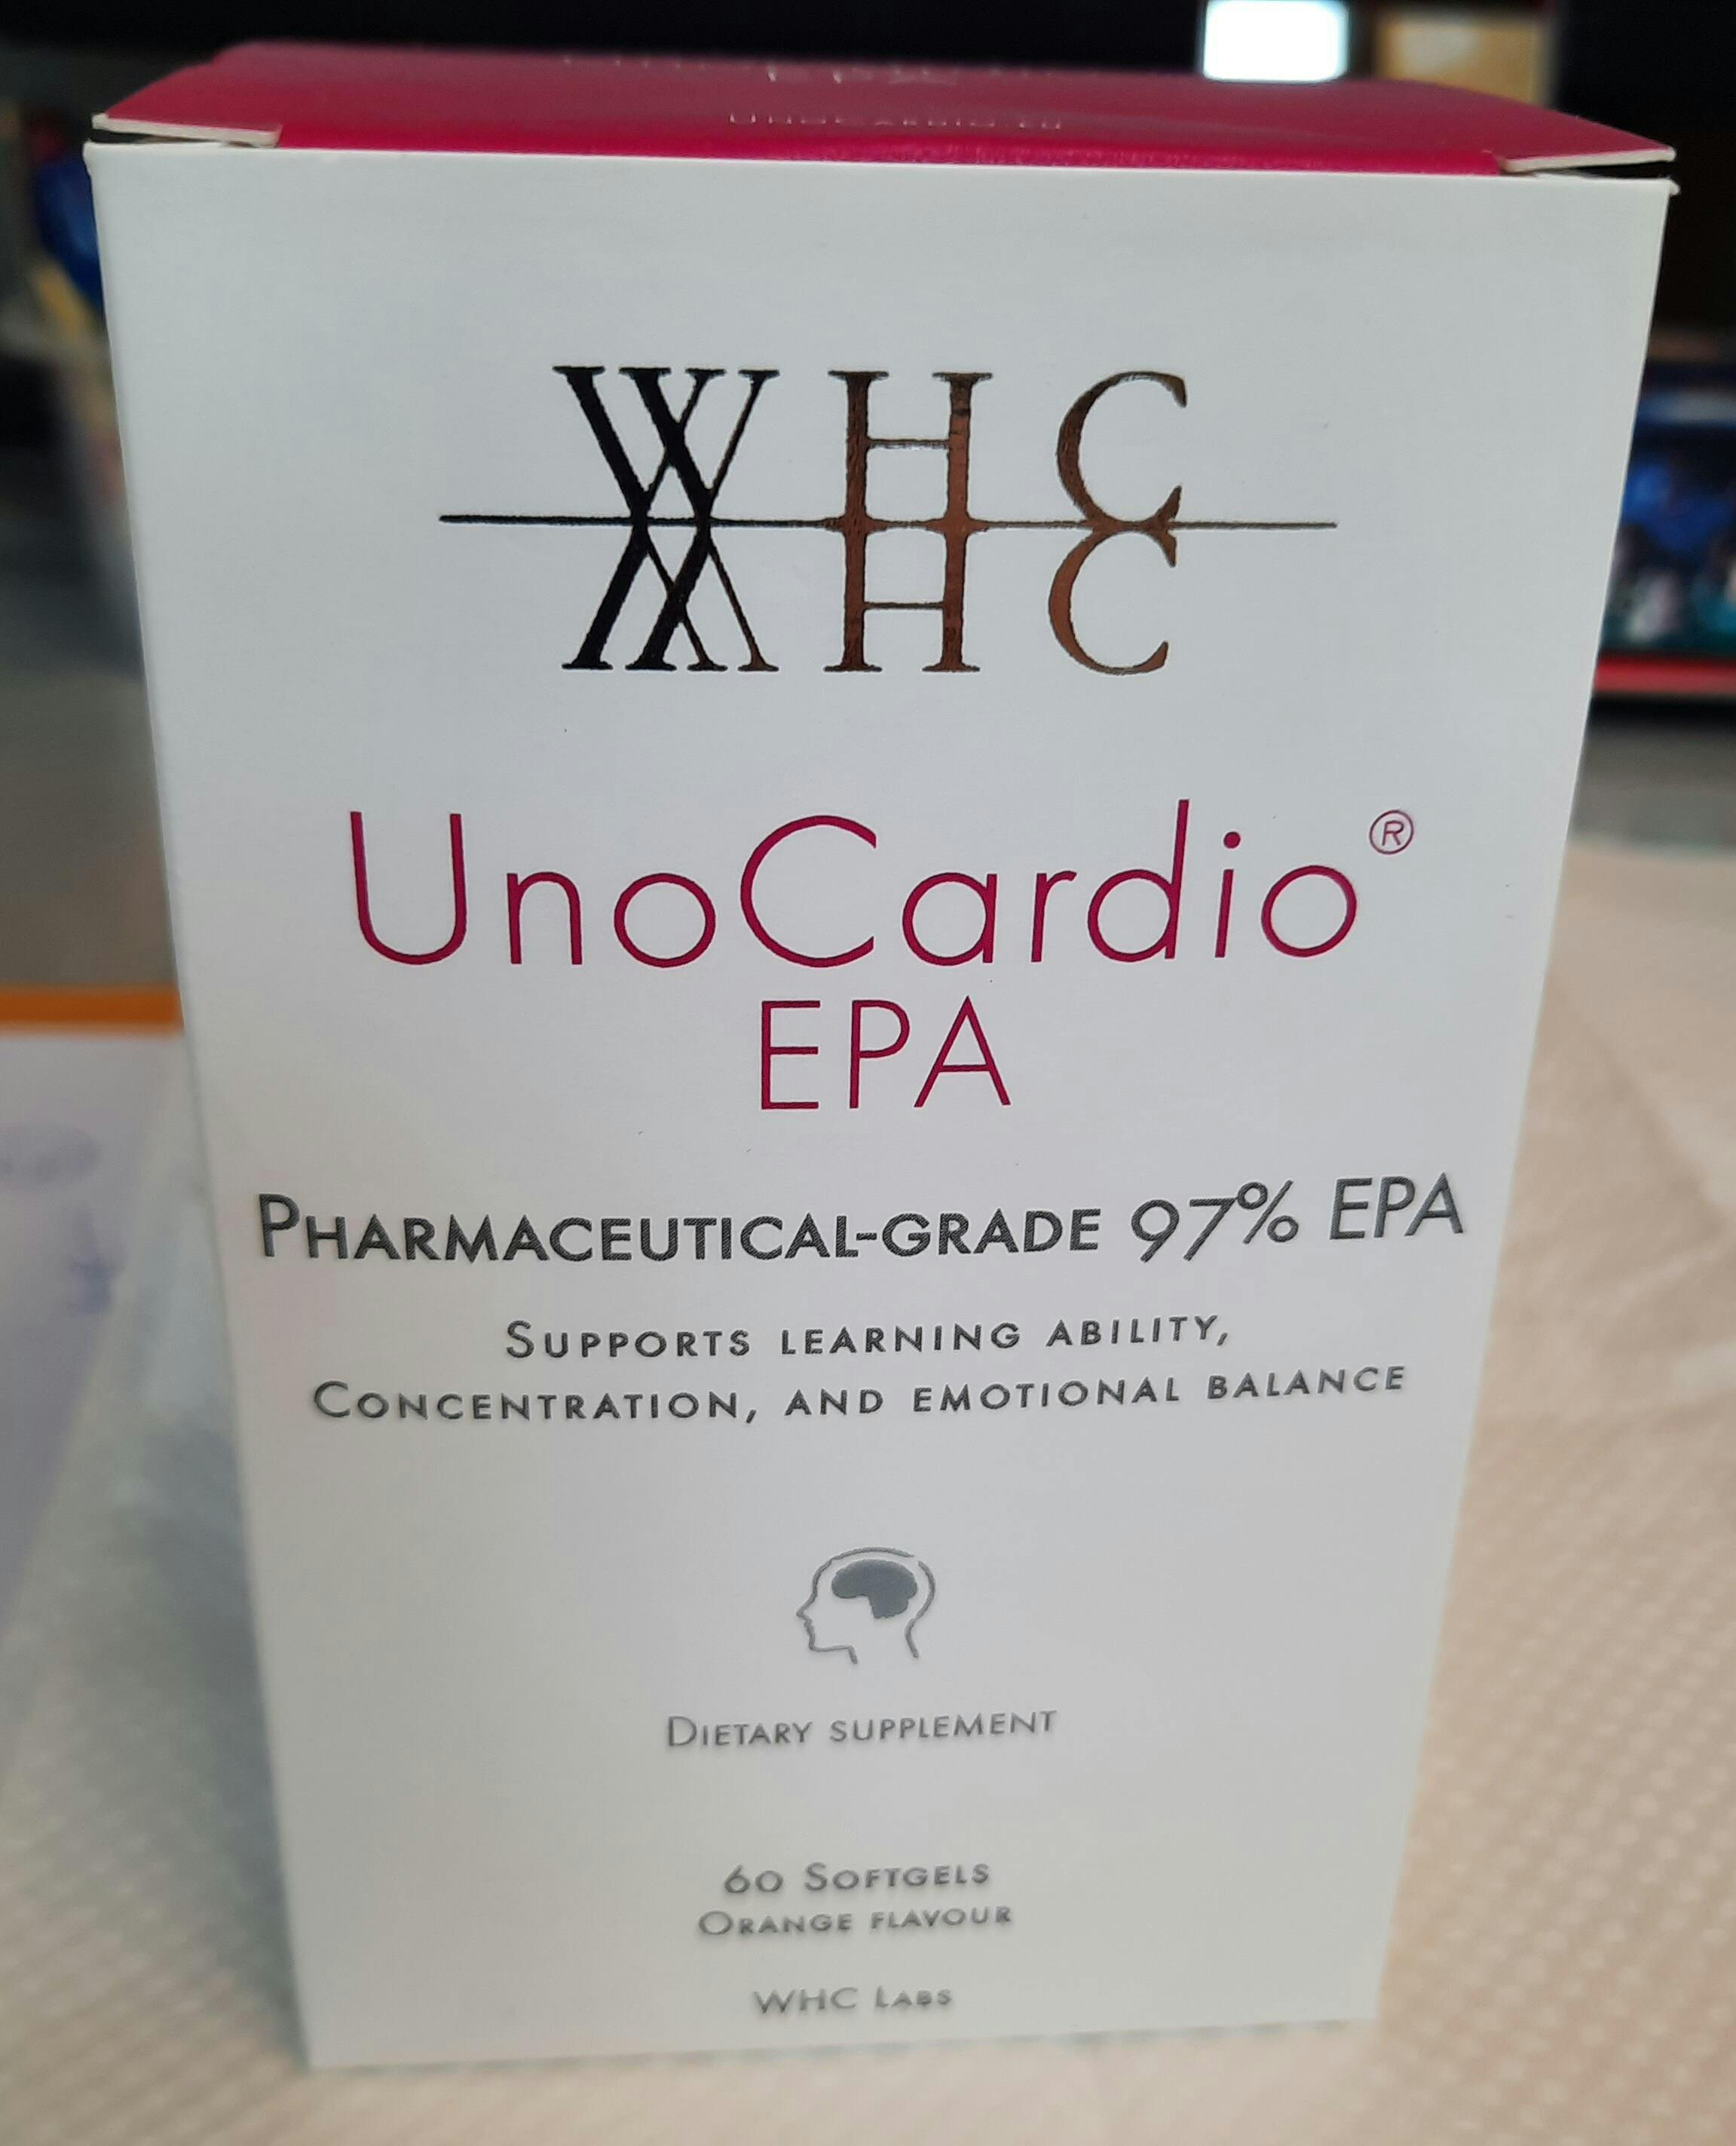 WHC
UnoCardio®
EPA
PHARMACEUTICAL-GRADE 97% EPA
SUPPORTS LEARNING ABILITY,
CONCENTRATION, AND EMOTIONAL BALANCE
DIETARY SUPPLEMENT
60 SOFTGELS
ORANGE FLAVOUR
WHC LABS